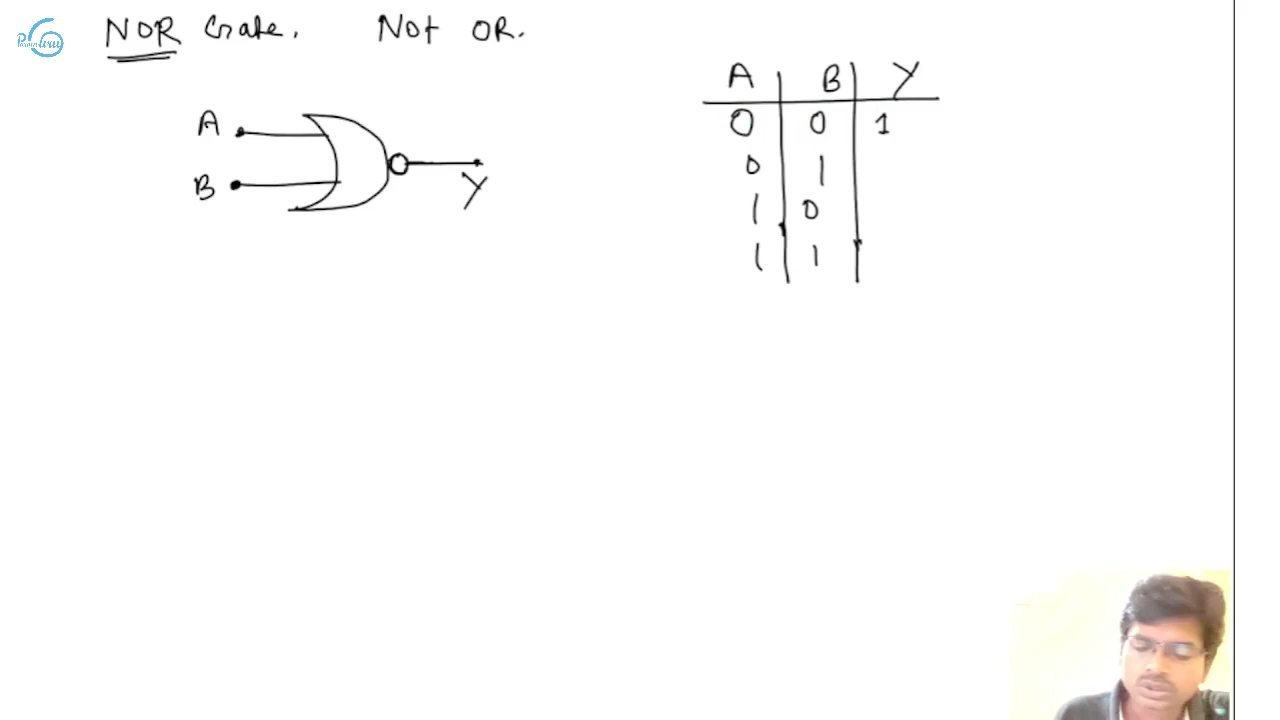 NOR Gate. Not OR.
A B Y
0 0 1
0 1
1 0
1 1
A
B
Y